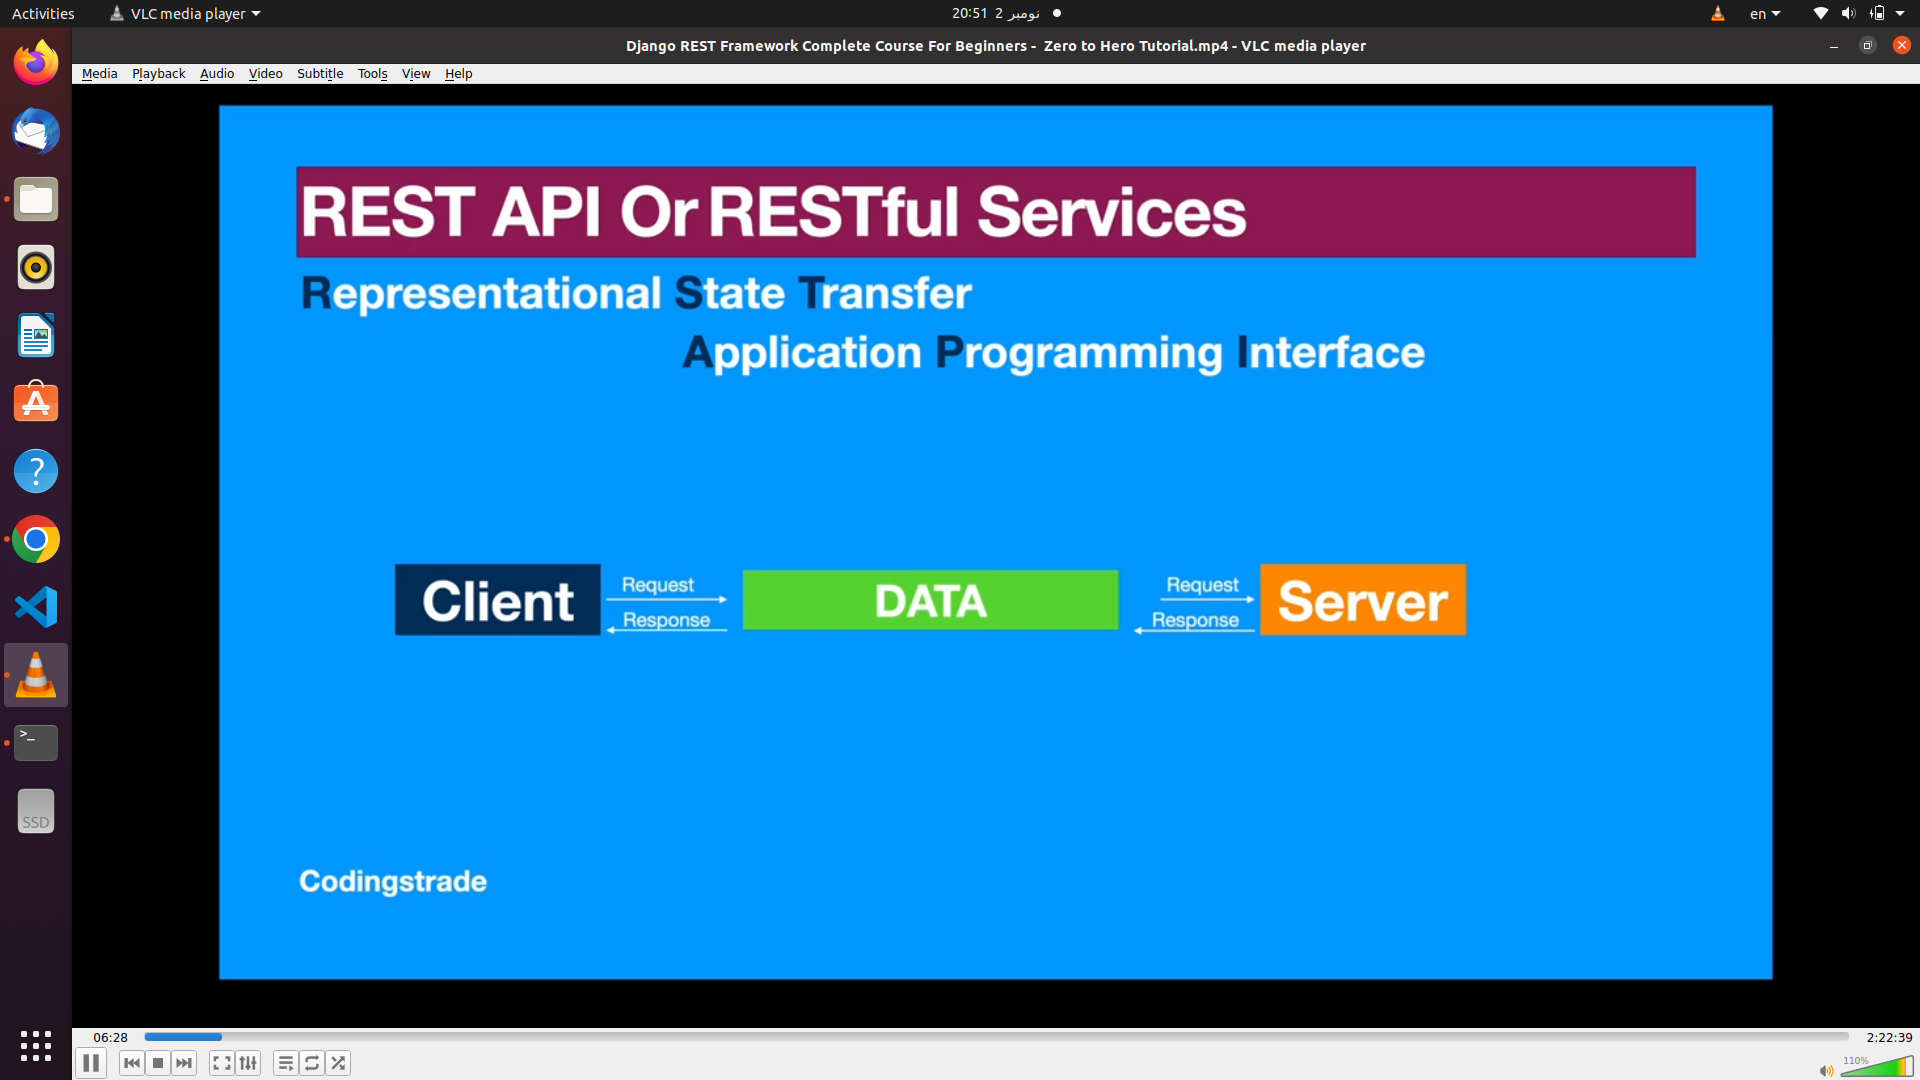 Activities
VLC media player
نومبر 2 20:51
en
Django REST Framework Complete Course For Beginners - Zero to Hero Tutorial.mp4 - VLC media player
Media Playback Audio Video Subtitle Tools View Help
REST API Or RESTful Services
Representational State Transfer
Application Programming Interface
Client
Request
Response
DATA
Request
Response
Server
Codingstrade
>_
SSD
06:28
2:22:39
110%